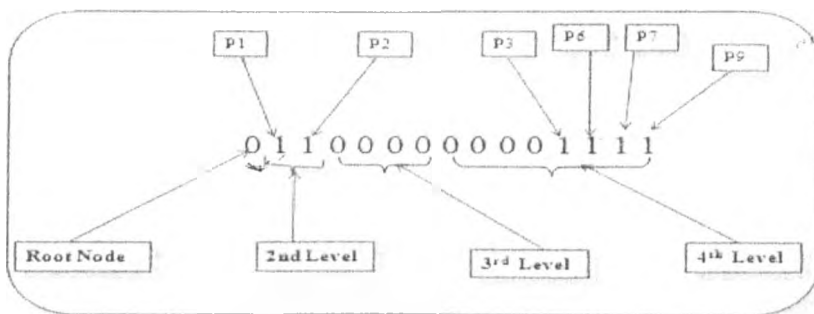 P1 P2 P3 P6 P7 P9
0 1 1 0 0 0 0 0 0 0 0 1 1 1 1
Root Node 2nd Level 3rd Level 4th Level